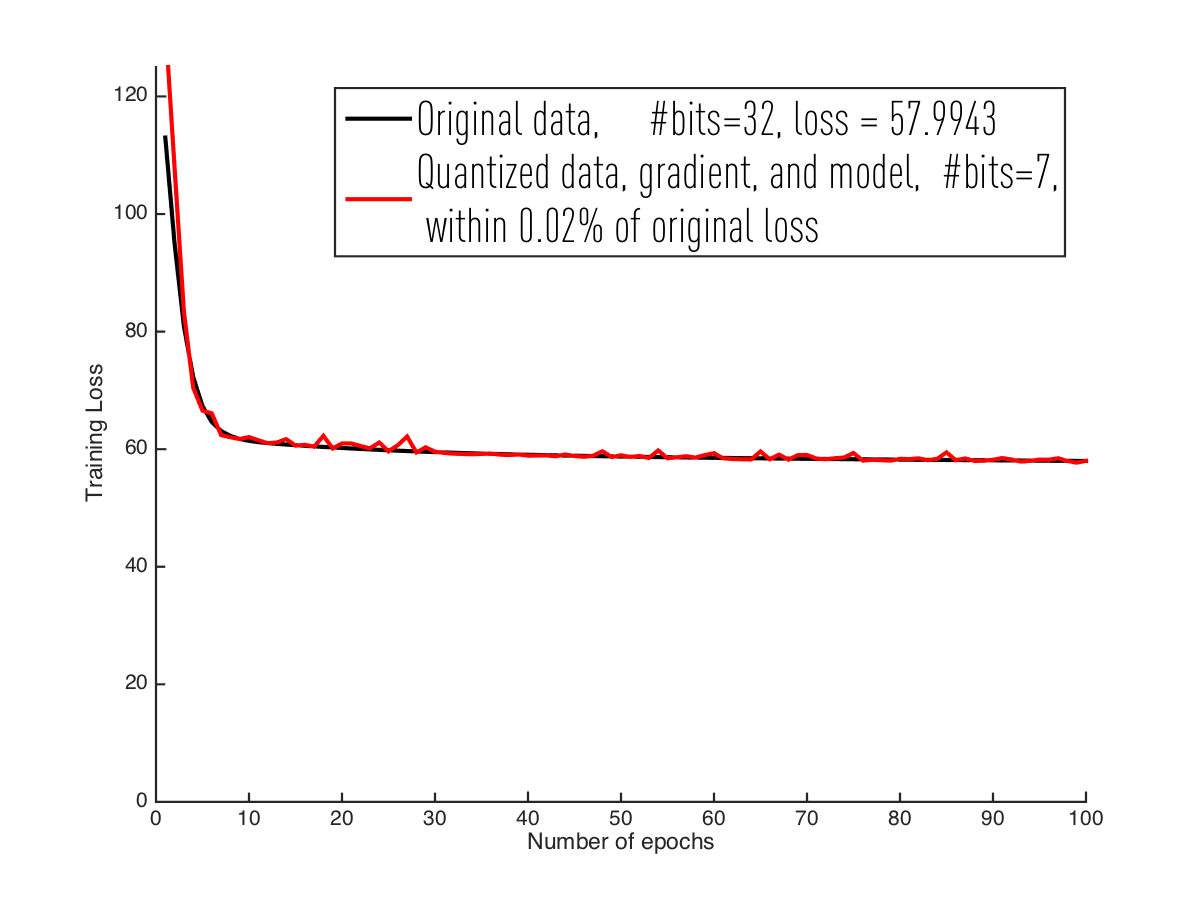 120
100
80
60
40
20
0
Training Loss
Original data, #bits=32, loss = 57.9943
Quantized data, gradient, and model, #bits=7,
within 0.02% of original loss
0 10 20 30 40 50 60 70 80 90 100
Number of epochs